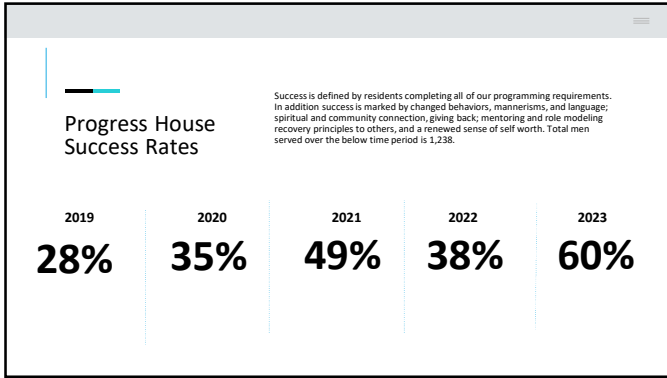 Progress House
Success Rates
Success is defined by residents completing all of our programming requirements.
In addition success is marked by changed behaviors, mannerisms, and language;
spiritual and community connection, giving back; mentoring and role modeling
recovery principles to others, and a renewed sense of self worth. Total men
served over the below time period is 1,238.
2019
28%
2020
35%
2021
49%
2022
38%
2023
60%